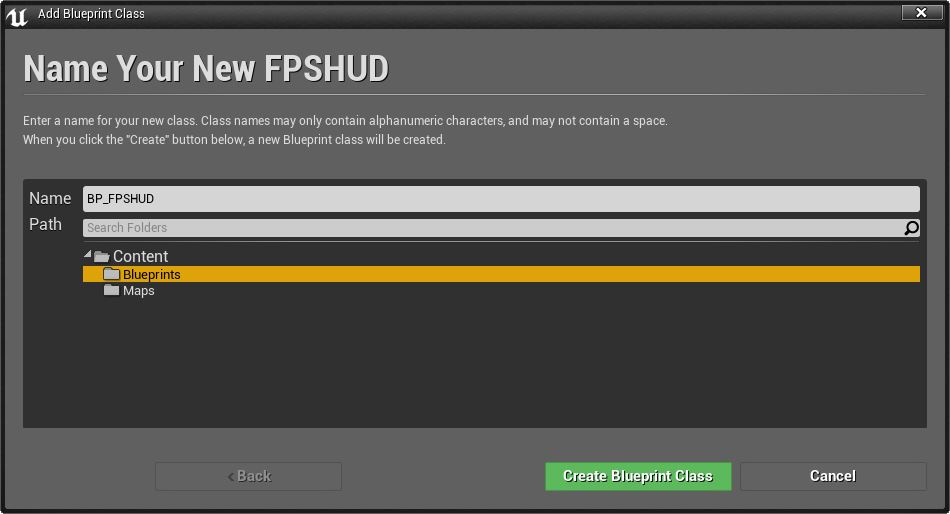 Add Blueprint Class
Name Your New FPSHUD
Enter a name for your new class. Class names may only contain alphanumeric characters, and may not contain a space.
When you click the "Create" button below, a new Blueprint class will be created.
Name BP_FPSHUD
Path Search Folders
Content
Blueprints
Maps
< Back Create Blueprint Class Cancel